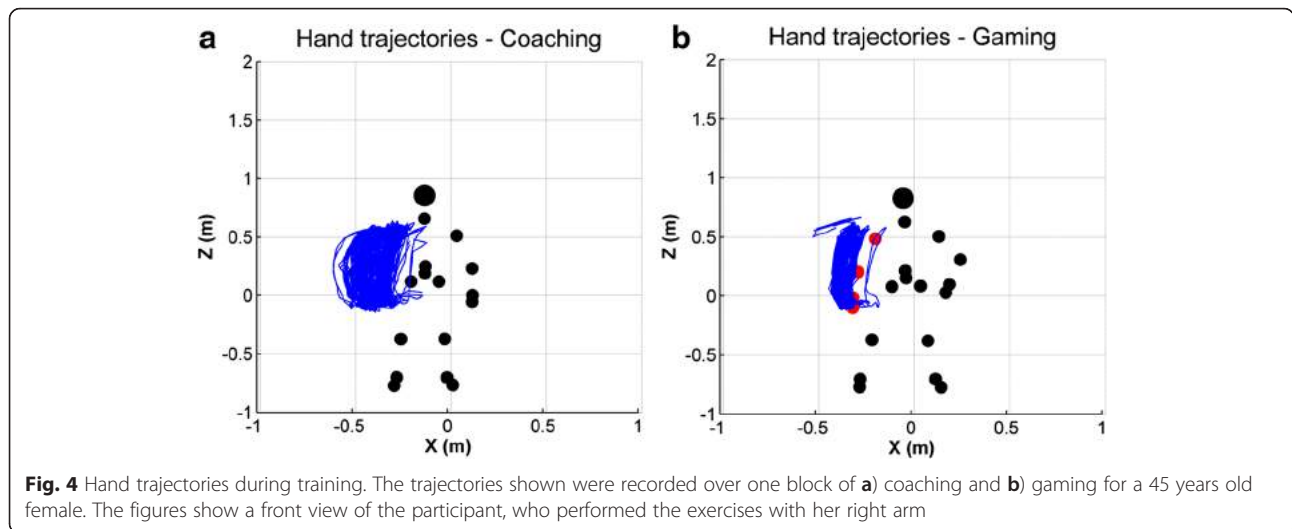 a Hand trajectories - Coaching
2
1.5
1
0.5
0
-0.5
-1
Z (m)
-1 -0.5 0 0.5 1
X (m)
b Hand trajectories - Gaming
2
1.5
1
0.5
0
-0.5
-1
Z (m)
-1 -0.5 0 0.5 1
X (m)
Fig. 4 Hand trajectories during training. The trajectories shown were recorded over one block of a) coaching and b) gaming for a 45 years old
female. The figures show a front view of the participant, who performed the exercises with her right arm